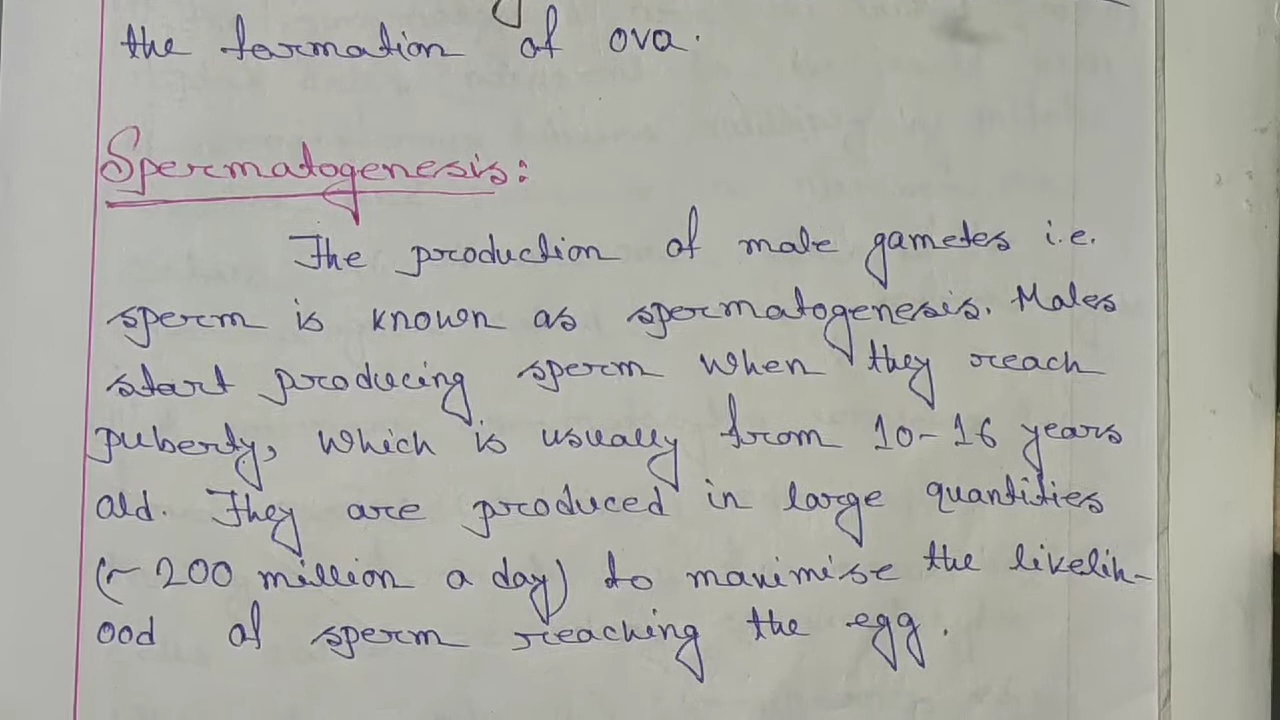 the formation of ova.
Spermatogenesis:
The production of male gametes i.e.
sperm is known as spermatogenesis. Males
start producing sperm when they reach
puberty, which is usually from 10-16 years
old. They are produced in large quantities
(~ 200 million a day) to maximise the likelih-
ood of sperm reaching the egg.